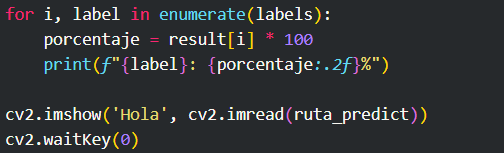 for i, label in enumerate(labels):
    porcentaje = result[i] * 100
    print(f"{label}: {porcentaje:.2f}%")

cv2.imshow('Hola', cv2.imread(ruta_predict))
cv2.waitKey(0)